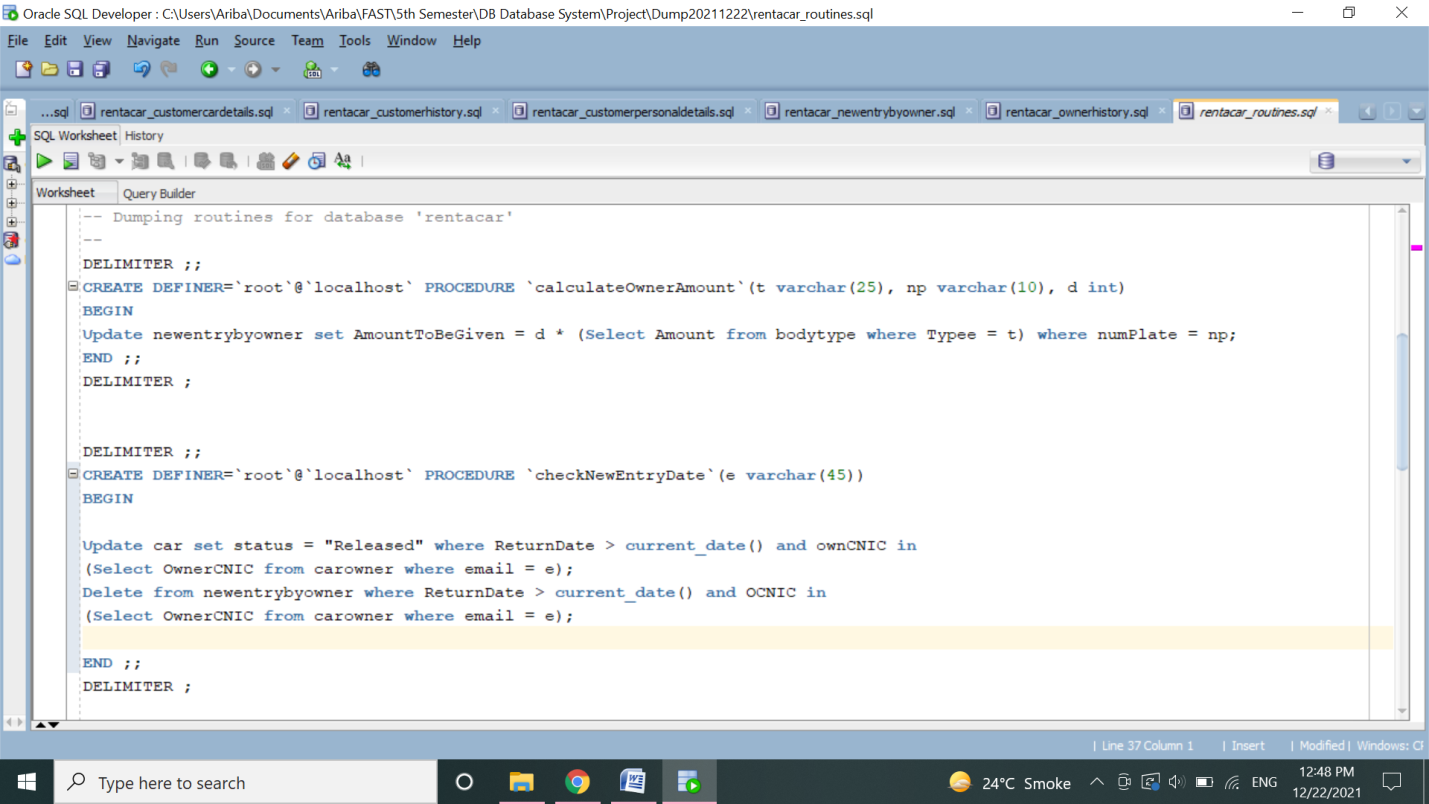 Oracle SQL Developer : C:\Users\Ariba\Documents\Ariba\FAST\5th Semester\DB Database System\Project\Dump20211222\rentacar_routines.sql
File Edit View Navigate Run Source Team Tools Window Help
...sql rentacar_customercardetails.sql rentacar_customerhistory.sql rentacar_customerpersonaldetails.sql rentacar_newentrybyowner.sql rentacar_ownerhistory.sql rentacar_routines.sql
SQL Worksheet History
Worksheet Query Builder
-- Dumping routines for database 'rentacar'
--
DELIMITER ;;
CREATE DEFINER=`root`@`localhost` PROCEDURE `calculateOwnerAmount`(t varchar(25), np varchar(10), d int)
BEGIN
Update newentrybyowner set AmountToBeGiven = d * (Select Amount from bodytype where Typee = t) where numPlate = np;
END ;;
DELIMITER ;
DELIMITER ;;
CREATE DEFINER=`root`@`localhost` PROCEDURE `checkNewEntryDate`(e varchar(45))
BEGIN
Update car set status = "Released" where ReturnDate > current_date() and ownCNIC in
(Select OwnerCNIC from carowner where email = e);
Delete from newentrybyowner where ReturnDate > current_date() and OCNIC in
(Select OwnerCNIC from carowner where email = e);
END ;;
DELIMITER ;
| Line 37 Column 1 | Insert | Modified | Windows:
Type here to search
24°C Smoke
ENG
12:48 PM
12/22/2021